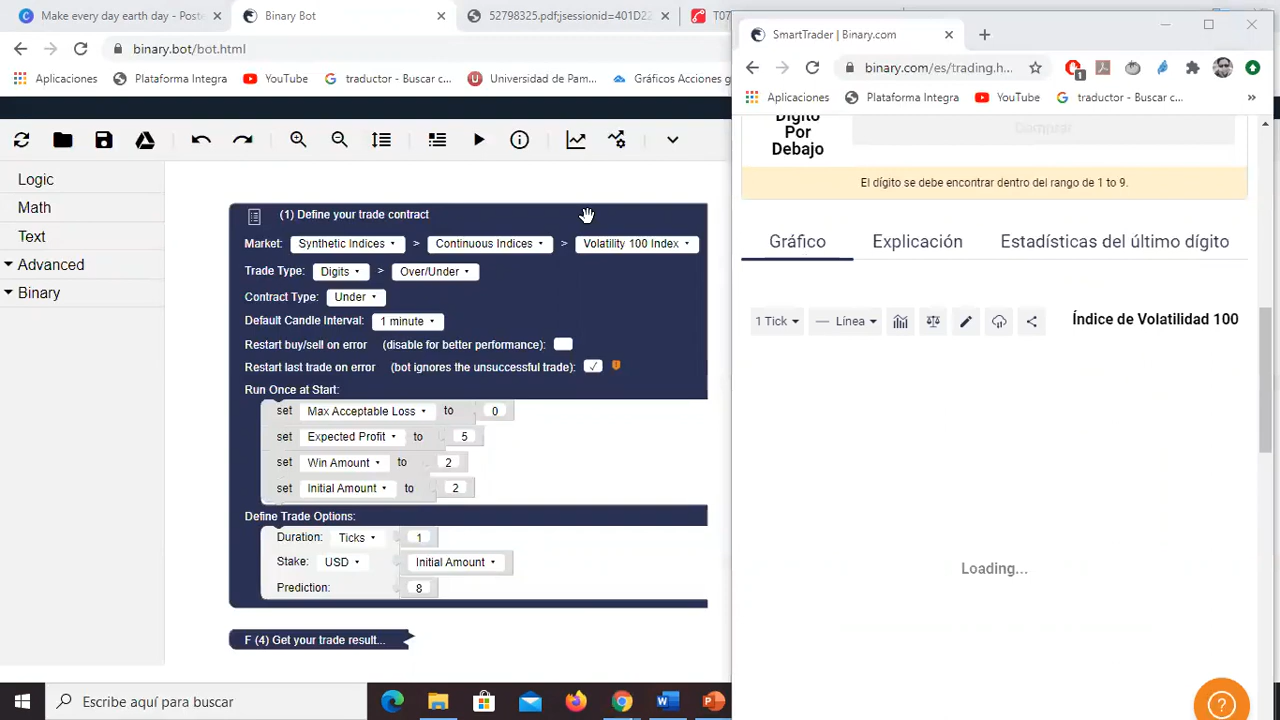 Make every day earth day - Poste
Binary Bot
52798325.pdf;jsessionid=401D22
T07
binary.bot/bot.html
Aplicaciones
Plataforma Integra
YouTube
traductor - Buscar c...
Universidad de Pam...
Gráficos Acciones
Logic
Math
Text
Advanced
Binary
(1) Define your trade contract
Market: Synthetic Indices > Continuous Indices > Volatility 100 Index
Trade Type: Digits > Over/Under
Contract Type: Under
Default Candle Interval: 1 minute
Restart buy/sell on error (disable for better performance):
Restart last trade on error (bot ignores the unsuccessful trade): ✓
Run Once at Start:
set Max Acceptable Loss to 0
set Expected Profit to 5
set Win Amount to 2
set Initial Amount to 2
Define Trade Options:
Duration: Ticks 1
Stake: USD Initial Amount
Prediction: 8
F (4) Get your trade result...
SmartTrader | Binary.com
binary.com/es/trading.h...
1
Aplicaciones
Plataforma Integra
YouTube
traductor - Buscar c...
»
Dígito
Por
Debajo
Comprar
El dígito se debe encontrar dentro del rango de 1 to 9.
Gráfico
Explicación
Estadísticas del último dígito
1 Tick
Línea
Índice de Volatilidad 100
Loading...
?
Escribe aquí para buscar